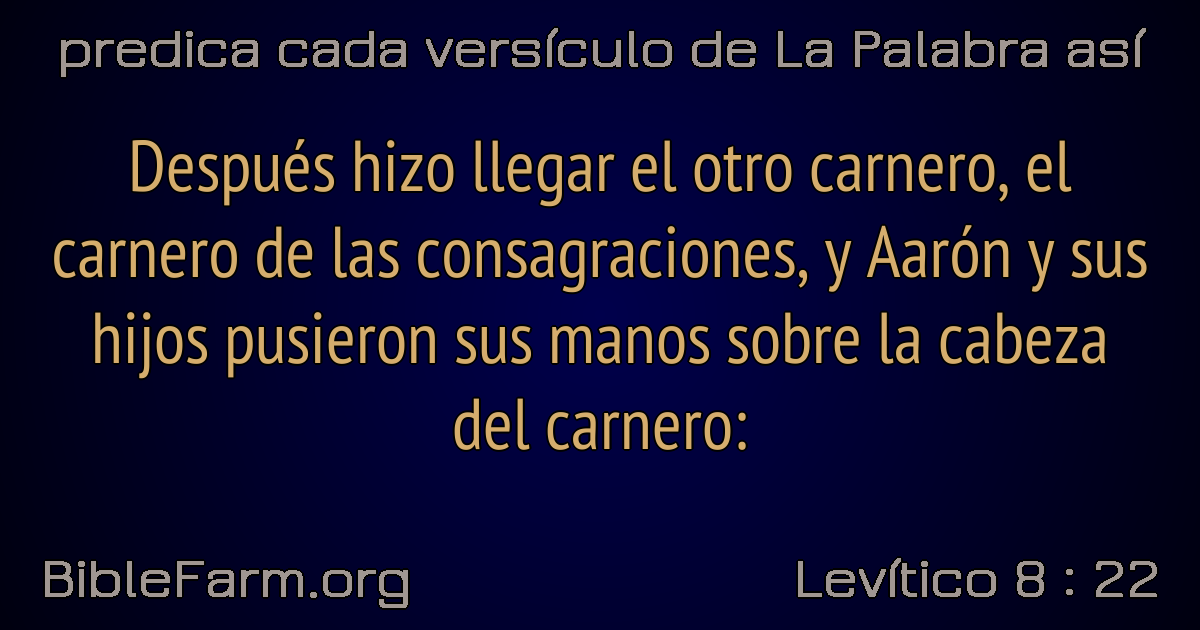 predica cada versículo de La Palabra así
Después hizo llegar el otro carnero, el
carnero de las consagraciones, y Aarón y sus
hijos pusieron sus manos sobre la cabeza
del carnero:
BibleFarm.org
Levítico 8 : 22